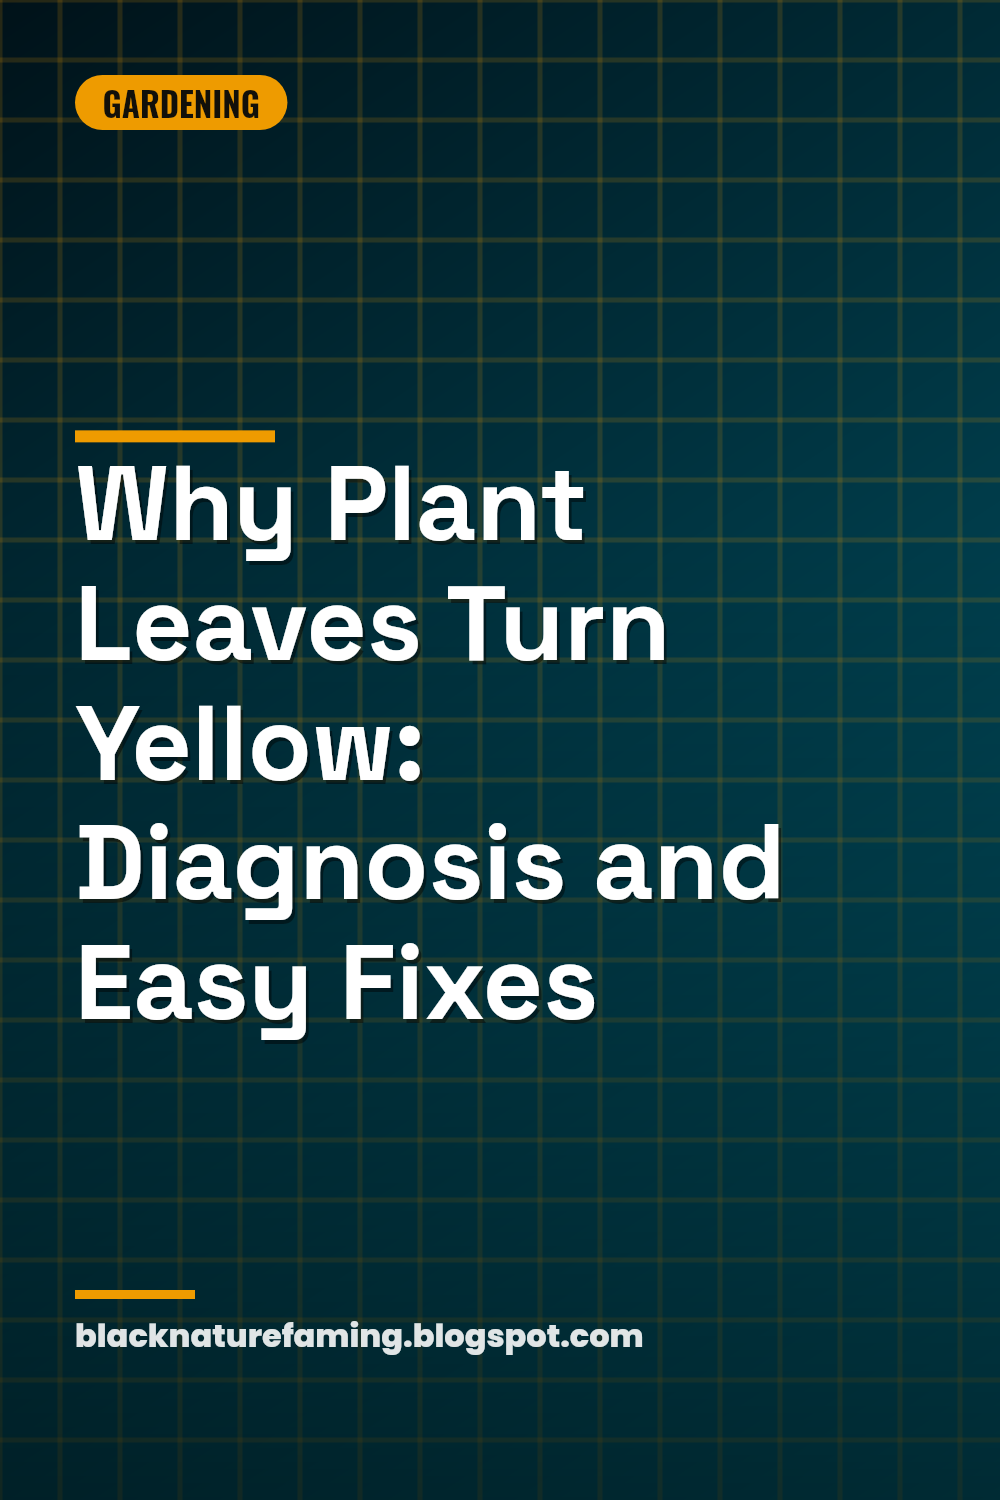 GARDENING
Why Plant
Leaves Turn
Yellow:
Diagnosis and
Easy Fixes
blacknaturefaming.blogspot.com